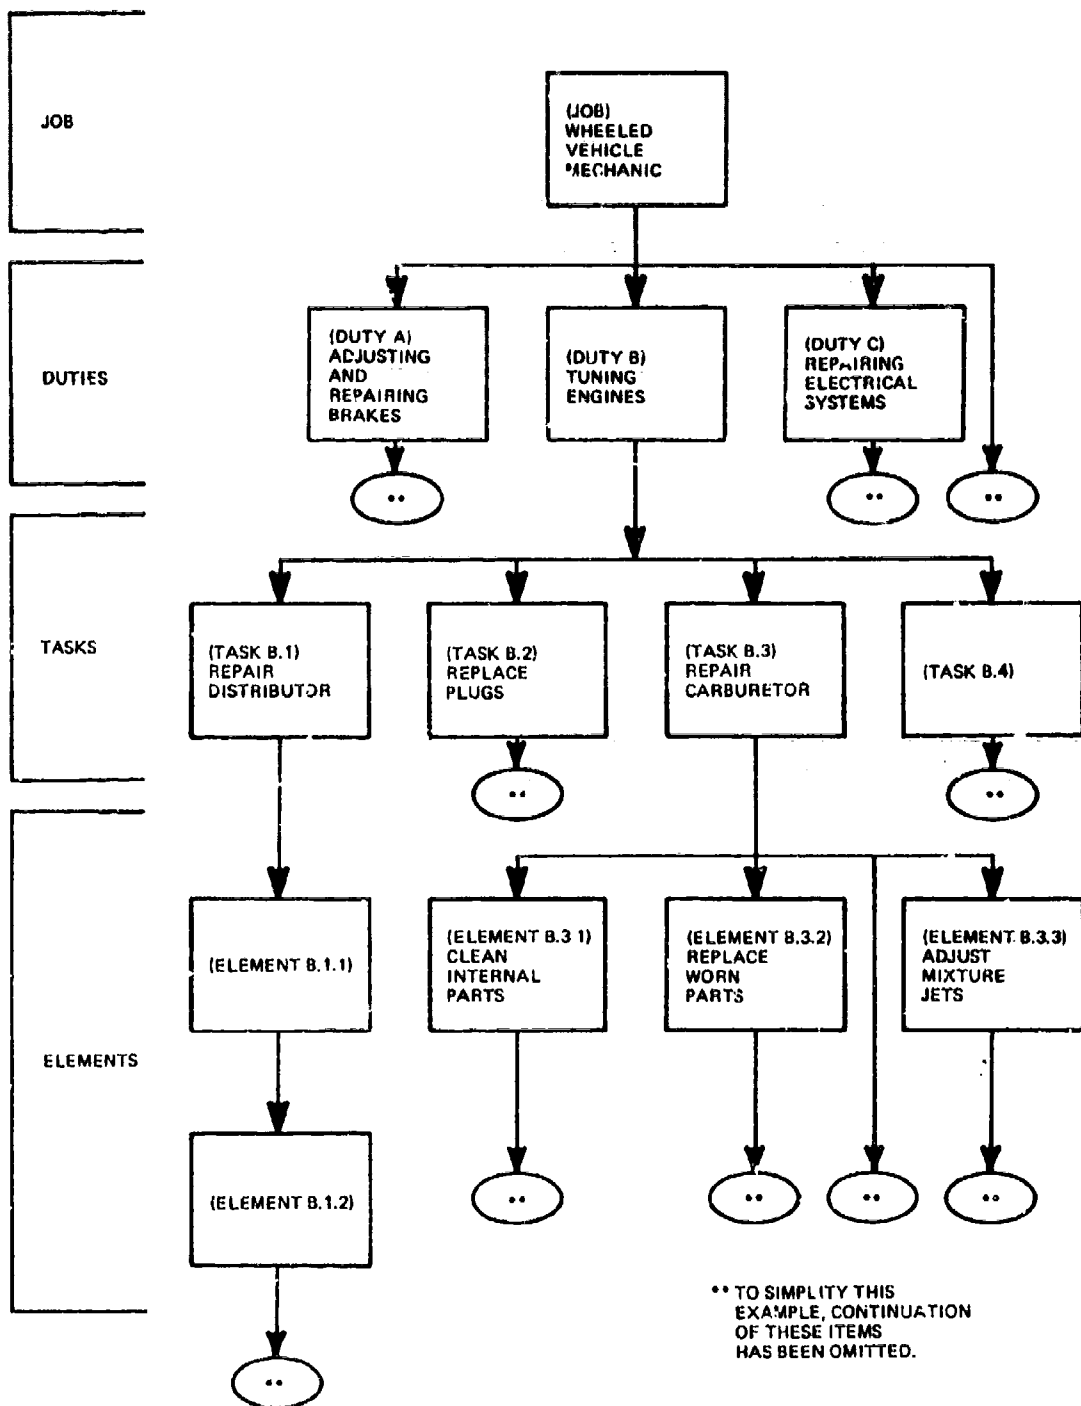 JOB
(JOB)
WHEELED
VEHICLE
MECHANIC
DUTIES
(DUTY A)
ADJUSTING
AND
REPAIRING
BRAKES
(DUTY B)
TUNING
ENGINES
(DUTY C)
REPAIRING
ELECTRICAL
SYSTEMS
**
**
**
TASKS
(TASK B.1)
REPAIR
DISTRIBUTOR
(TASK B.2)
REPLACE
PLUGS
(TASK B.3)
REPAIR
CARBURETOR
(TASK B.4)
**
**
ELEMENTS
(ELEMENT B.1.1)
(ELEMENT B.3 1)
CLEAN
INTERNAL
PARTS
(ELEMENT B.3.2)
REPLACE
WORN
PARTS
(ELEMENT B.3.3)
ADJUST
MIXTURE
JETS
(ELEMENT B.1.2)
**
**
**
**
** TO SIMPLITY THIS
EXAMPLE, CONTINUATION
OF THESE ITEMS
HAS BEEN OMITTED.
**